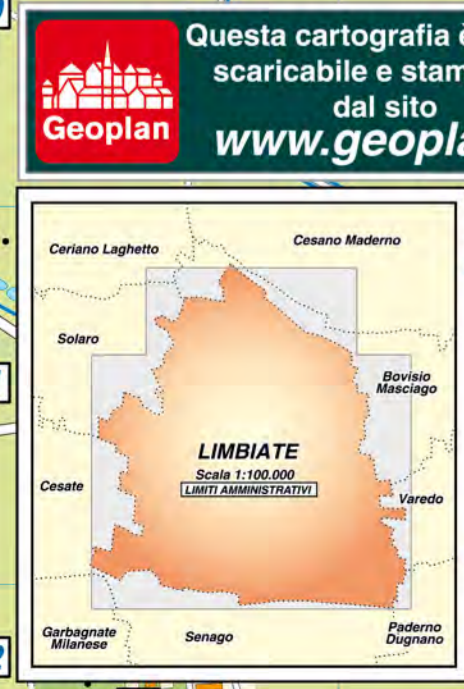 Questa cartografia è
scaricabile e stam
dal sito
www.geopla
Geoplan
Ceriano Laghetto
Cesano Maderno
Solaro
Bovisio
Masciago
LIMBIATE
Scala 1:100.000
LIMITI AMMINISTRATIVI
Cesate
Varedo
Garbagnate
Milanese
Senago
Paderno
Dugnano